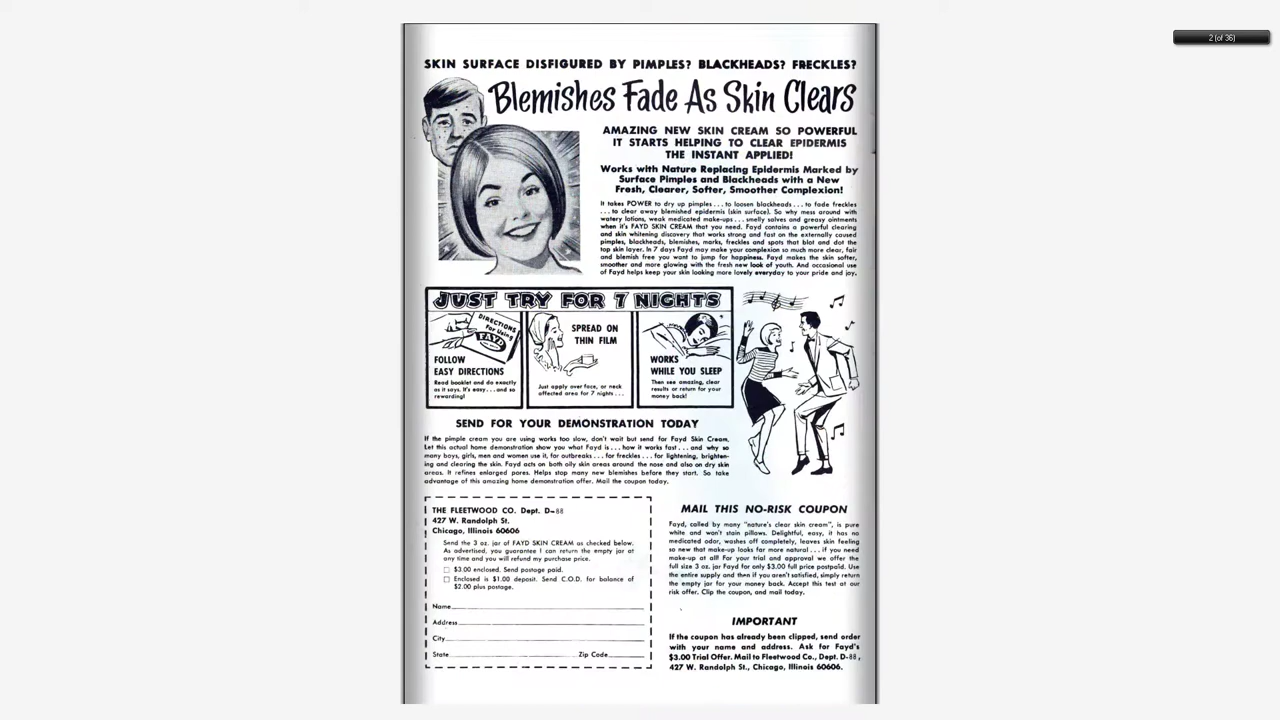 2 (of 36)
SKIN SURFACE DISFIGURED BY PIMPLES? BLACKHEADS? FRECKLES?
Blemishes Fade As Skin Clears
AMAZING NEW SKIN CREAM SO POWERFUL
IT STARTS HELPING TO CLEAR EPIDERMIS
THE INSTANT APPLIED!
Works with Nature Replacing Epidermis Marked by
Surface Pimples and Blackheads with a New
Fresh, Clearer, Softer, Smoother Complexion!
It takes POWER to dry up pimples . . . to loosen blackheads . . . to fade freckles
. . . to clear away blemished epidermis (skin surface). So why mess around with
watery lotions, weak medicated make-ups . . . smelly salves and greasy ointments
when it's FAYD SKIN CREAM that you need. Fayd contains a powerful clearing
and skin whitening discovery that works strong and fast on the externally caused
pimples, blackheads, blemishes, marks, freckles and spots that blot and dot the
top skin layer. In 7 days Fayd may make your complexion so much more clear, fair
and blemish free you want to jump for happiness. Fayd makes the skin softer,
smoother and more glowing with the fresh new look of youth. And occasional use
of Fayd helps keep your skin looking more lovely everyday to your pride and joy.
JUST TRY FOR 7 NIGHTS
DIRECTIONS
For Using
FAYD
FOLLOW
EASY DIRECTIONS
Read booklet and do exactly
as it says. It's easy . . . and so
rewarding!
SPREAD ON
THIN FILM
Just apply over face, or neck
affected area for 7 nights . . .
WORKS
WHILE YOU SLEEP
Then see amazing, clear
results or return for your
money back!
SEND FOR YOUR DEMONSTRATION TODAY
If the pimple cream you are using works too slow, don't wait but send for Fayd Skin Cream.
Let this actual home demonstration show you what Fayd is . . . how it works fast . . . and why so
many boys, girls, men and women use it, for outbreaks . . . for freckles . . . for lightening, brighten-
ing and clearing the skin. Fayd acts on both oily skin areas around the nose and also on dry skin
areas. It refines enlarged pores. Helps stop many new blemishes before they start. So take
advantage of this amazing home demonstration offer. Mail the coupon today.
THE FLEETWOOD CO. Dept. D-88
427 W. Randolph St.
Chicago, Illinois 60606
Send the 3 oz. jar of FAYD SKIN CREAM as checked below.
As advertised, you guarantee I can return the empty jar at
any time and you will refund my purchase price.
$3.00 enclosed. Send postage paid.
Enclosed is $1.00 deposit. Send C.O.D. for balance of
$2.00 plus postage.
Name
Address
City
State Zip Code
MAIL THIS NO-RISK COUPON
Fayd, called by many "nature's clear skin cream", is pure
white and won't stain pillows. Delightful, easy, it has no
medicated odor, washes off completely, leaves skin feeling
so new that make-up looks far more natural . . . if you need
make-up at all! For your trial and approval we offer the
full size 3 oz. jar Fayd for only $3.00 full price postpaid. Use
the entire supply and then if you aren't satisfied, simply return
the empty jar for your money back. Accept this test at our
risk offer. Clip the coupon, and mail today.
IMPORTANT
If the coupon has already been clipped, send order
with your name and address. Ask for Fayd's
$3.00 Trial Offer. Mail to Fleetwood Co., Dept. D-88,
427 W. Randolph St., Chicago, Illinois 60606.